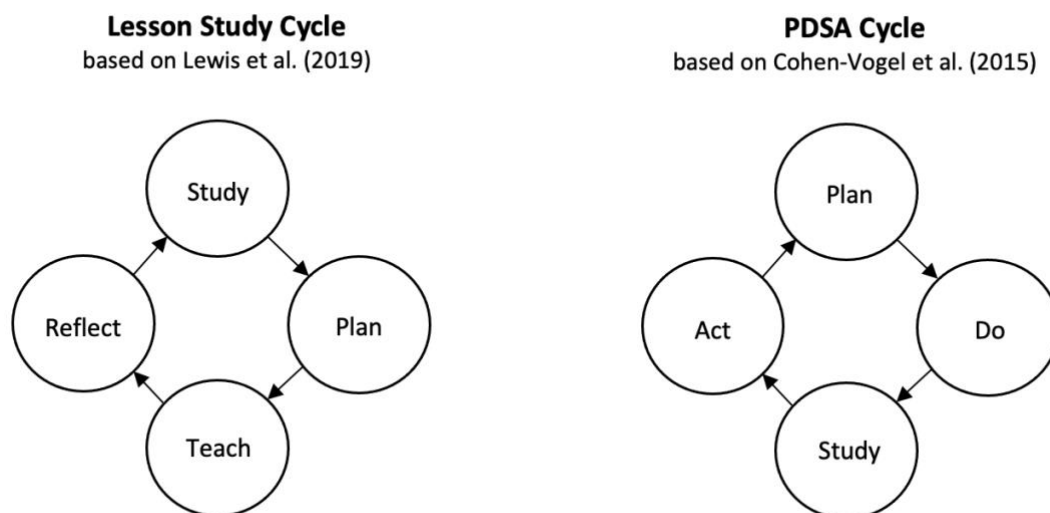 Lesson Study Cycle
based on Lewis et al. (2019)
Study
Reflect
Plan
Teach
PDSA Cycle
based on Cohen-Vogel et al. (2015)
Plan
Act
Do
Study